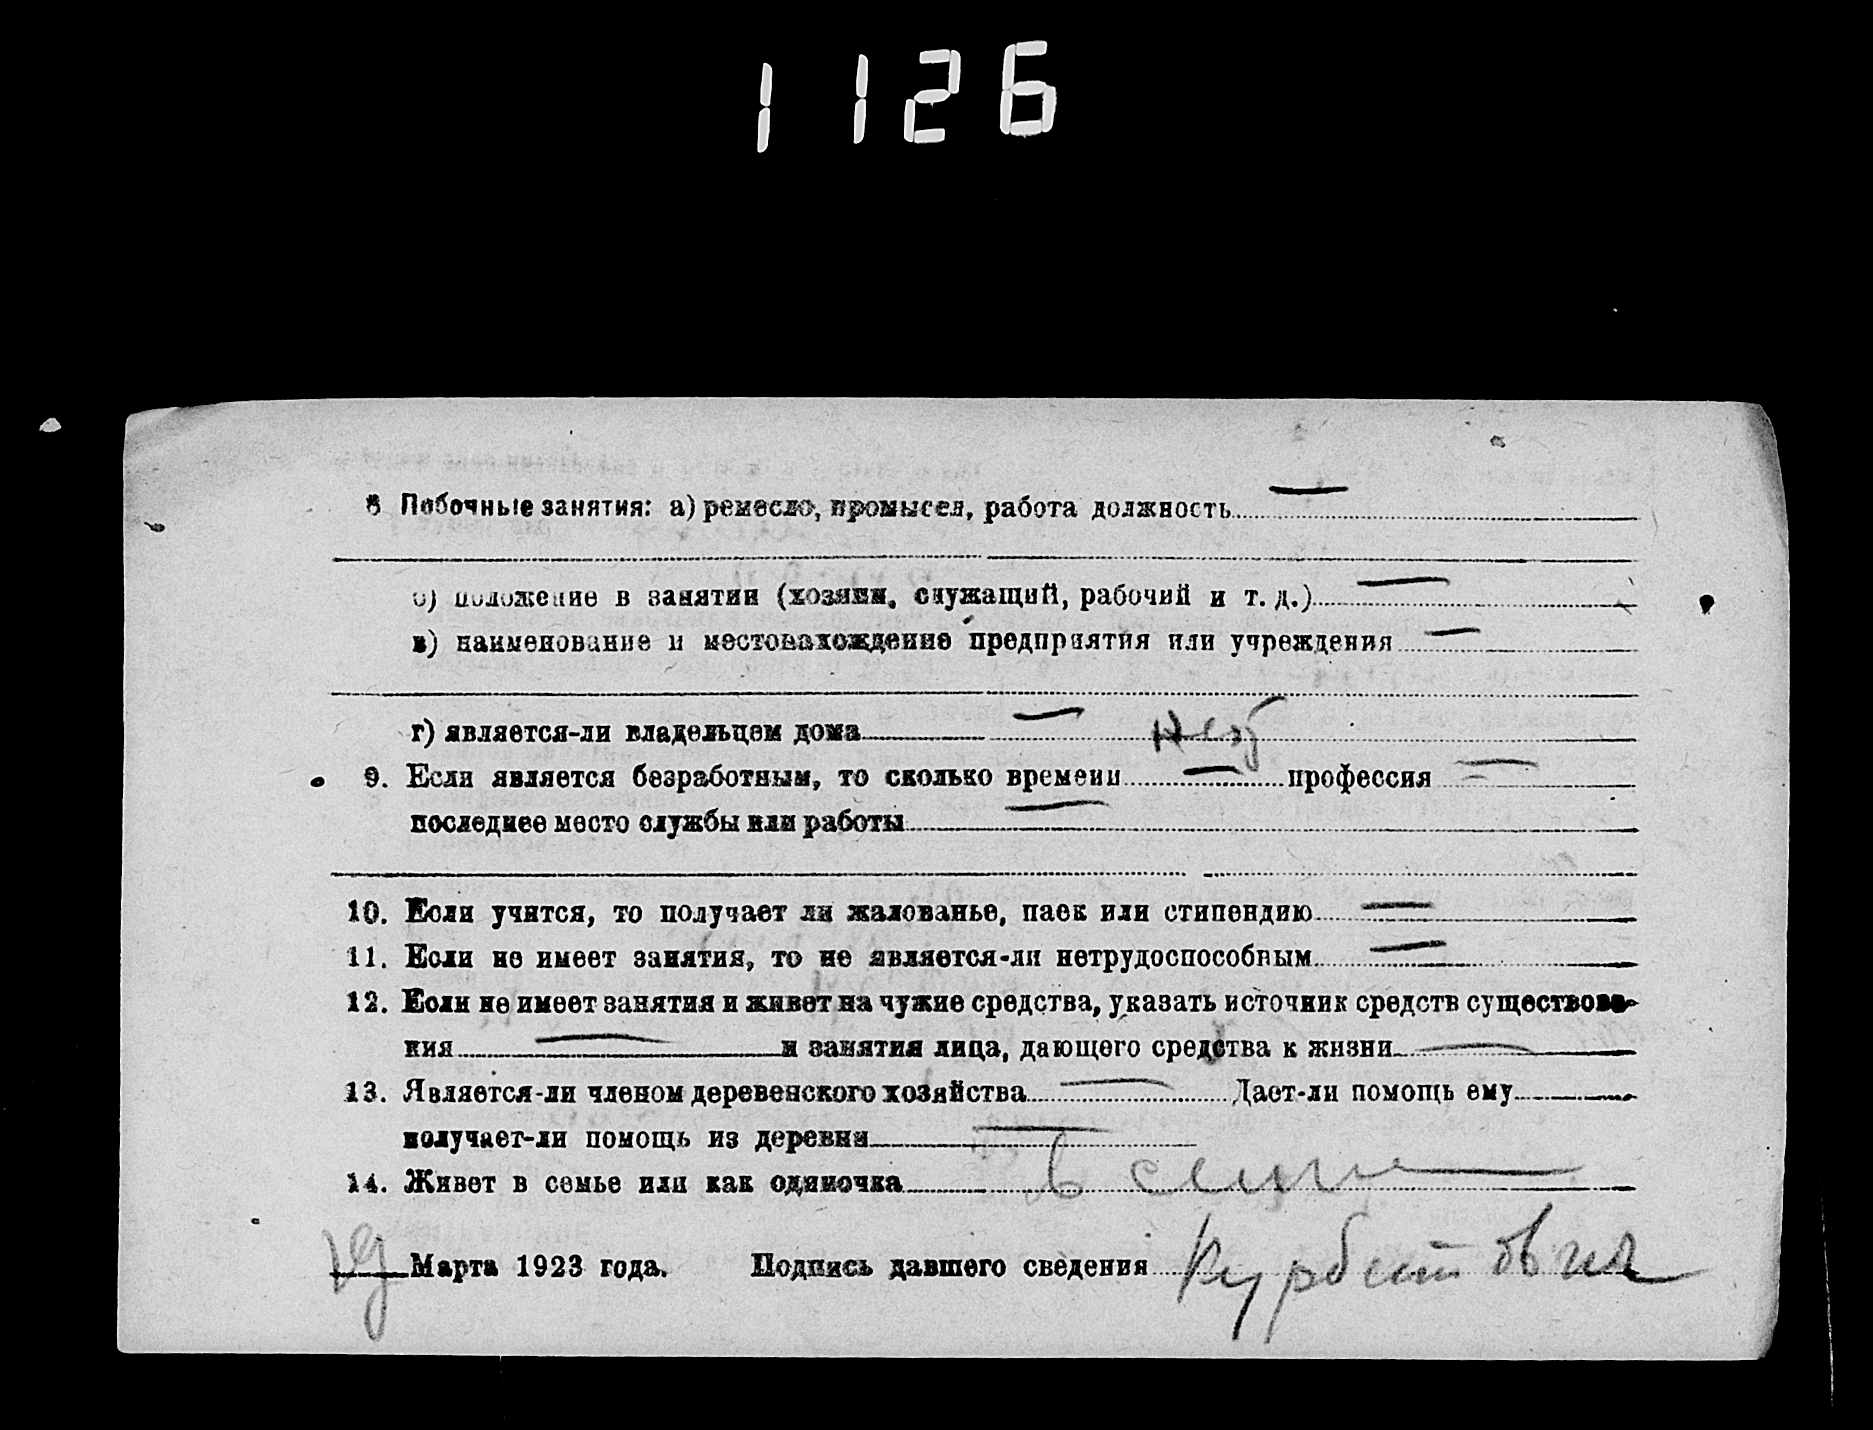 1126
8 Побочные занятия: а) ремесло, промысел, работа должность —
б) положение в занятии (хозяин, служащий, рабочий и т. д.) —
в) наименование и местонахождение предприятия или учреждения —
г) является-ли владельцем дома — нет
9. Если является безработным, то сколько времени — профессия —
последнее место службы или работы —
10. Если учится, то получает ли жалованье, паек или стипендию —
11. Если не имеет занятия, то не является-ли нетрудоспособным —
12. Если не имеет занятия и живет на чужие средства, указать источник средств существова-
ния — и занятия лица, дающего средства к жизни —
13. Является-ли членом деревенского хозяйства — Дает-ли помощь ему
получает-ли помощь из деревни —
14. Живет в семье или как одиночка в семье
Марта 1923 года. Подпись давшего сведения